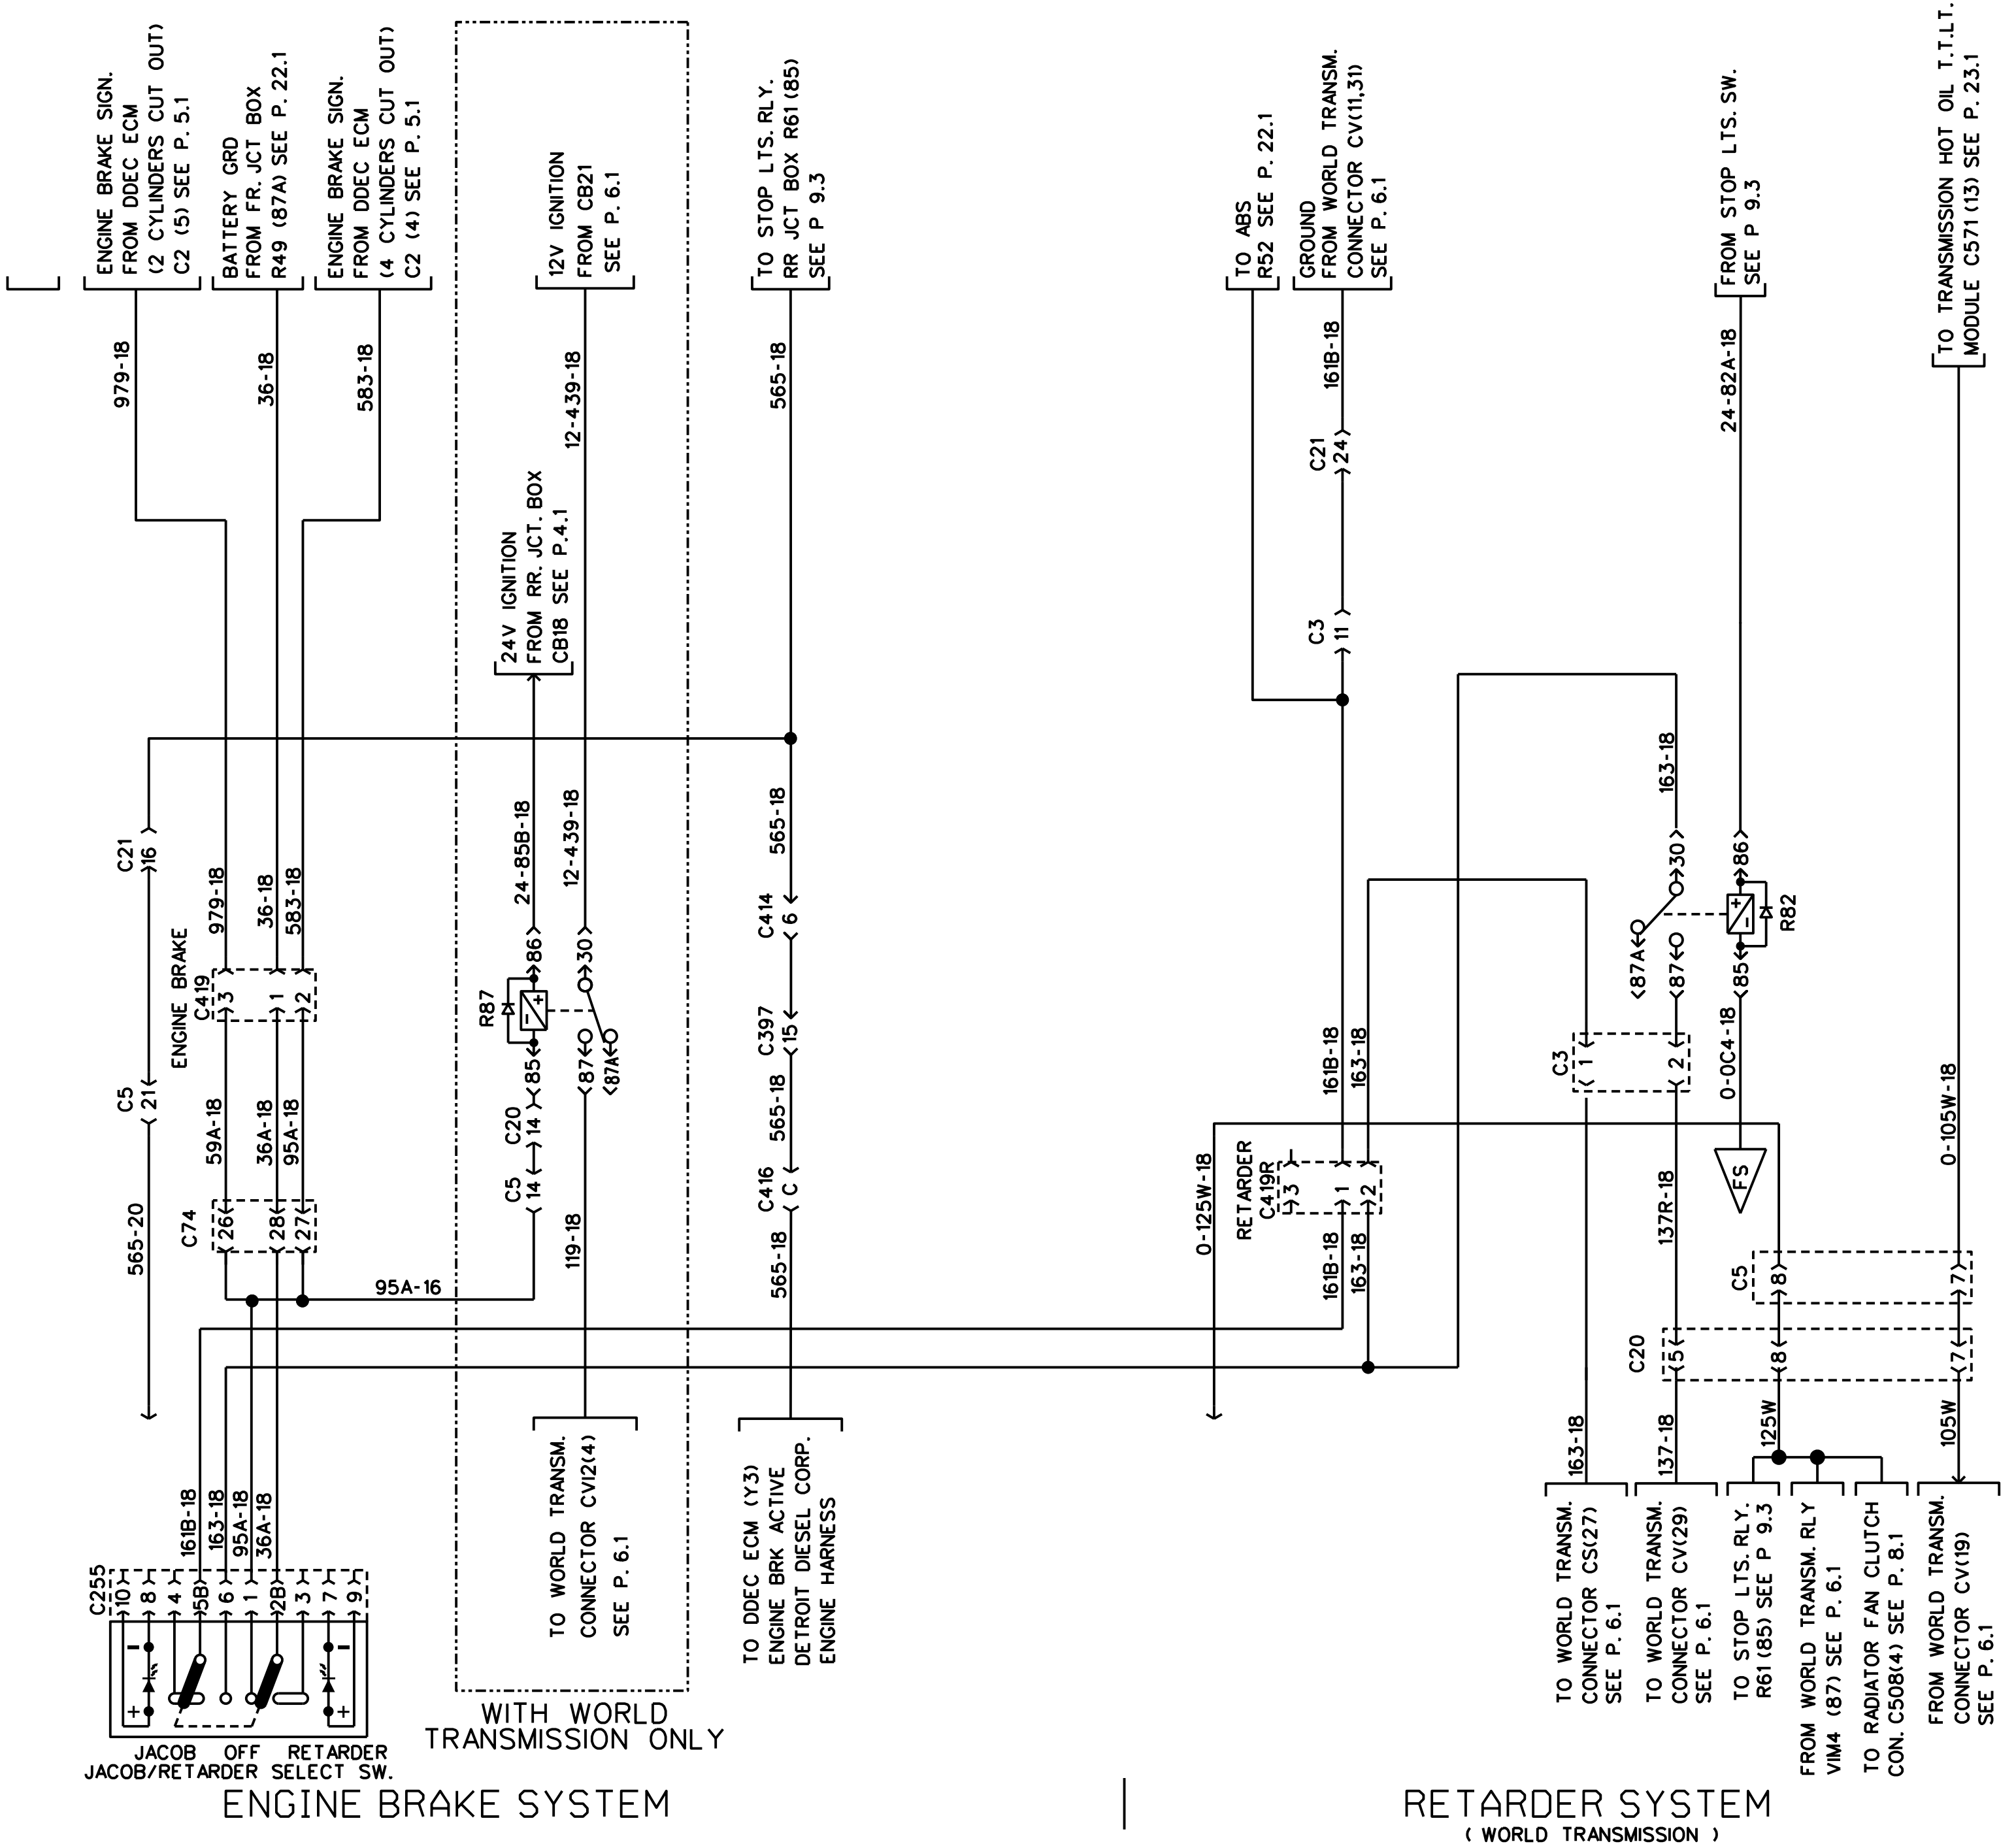 ENGINE BRAKE SIGN.
FROM DDEC ECM
(2 CYLINDERS CUT OUT)
C2 (5) SEE P. 5.1
BATTERY GRD
FROM FR. JCT BOX
R49 (87A) SEE P. 22.1
ENGINE BRAKE SIGN.
FROM DDEC ECM
(4 CYLINDERS CUT OUT)
C2 (4) SEE P. 5.1
12V IGNITION
FROM CB21
SEE P. 6.1
TO STOP LTS. RLY.
RR JCT BOX R61 (85)
SEE P 9.3
TO ABS
R52 SEE P. 22.1
GROUND
FROM WORLD TRANSM.
CONNECTOR CV(11,31)
SEE P. 6.1
FROM STOP LTS. SW.
SEE P 9.3
TO TRANSMISSION HOT OIL T.T.LT.
MODULE C571 (13) SEE P. 23.1
979-18
36-18
583-18
12-439-18
565-18
161B-18
24-82A-18
C21
24
24V IGNITION
FROM RR. JCT. BOX
CB18 SEE P.4.1
C3
11
163-18
C21
16
979-18
36-18
583-18
24-85B-18
12-439-18
565-18
C414
6
ENGINE BRAKE
C419
3
1
2
R87
86
30
+
-
85
87
87A
C397
15
30
86
87A
87
85
+
-
R82
C5
21
59A-18
36A-18
95A-18
C20
14
C5
14
565-18
C416
C
161B-18
163-18
C3
1
2
0-0C4-18
FS
0-105W-18
565-20
C74
26
28
27
95A-16
119-18
565-18
0-125W-18
RETARDER
C419R
3
1
2
161B-18
163-18
137R-18
C5
8
7
C20
5
8
7
163-18
137-18
125W
105W
161B-18
163-18
95A-18
36A-18
C255
10
8
4
5B
6
1
2B
3
7
9
-
+
-
+
JACOB OFF RETARDER
JACOB/RETARDER SELECT SW.
TO WORLD TRANSM.
CONNECTOR CV12(4)
SEE P. 6.1
TO DDEC ECM (Y3)
ENGINE BRK ACTIVE
DETROIT DIESEL CORP.
ENGINE HARNESS
TO WORLD TRANSM.
CONNECTOR CS(27)
SEE P. 6.1
TO WORLD TRANSM.
CONNECTOR CV(29)
SEE P. 6.1
TO STOP LTS. RLY.
R61 (85) SEE P 9.3
FROM WORLD TRANSM. RLY
VIM4 (87) SEE P. 6.1
TO RADIATOR FAN CLUTCH
CON. C508(4) SEE P. 8.1
FROM WORLD TRANSM.
CONNECTOR CV(19)
SEE P. 6.1
WITH WORLD
TRANSMISSION ONLY
ENGINE BRAKE SYSTEM
RETARDER SYSTEM
( WORLD TRANSMISSION )